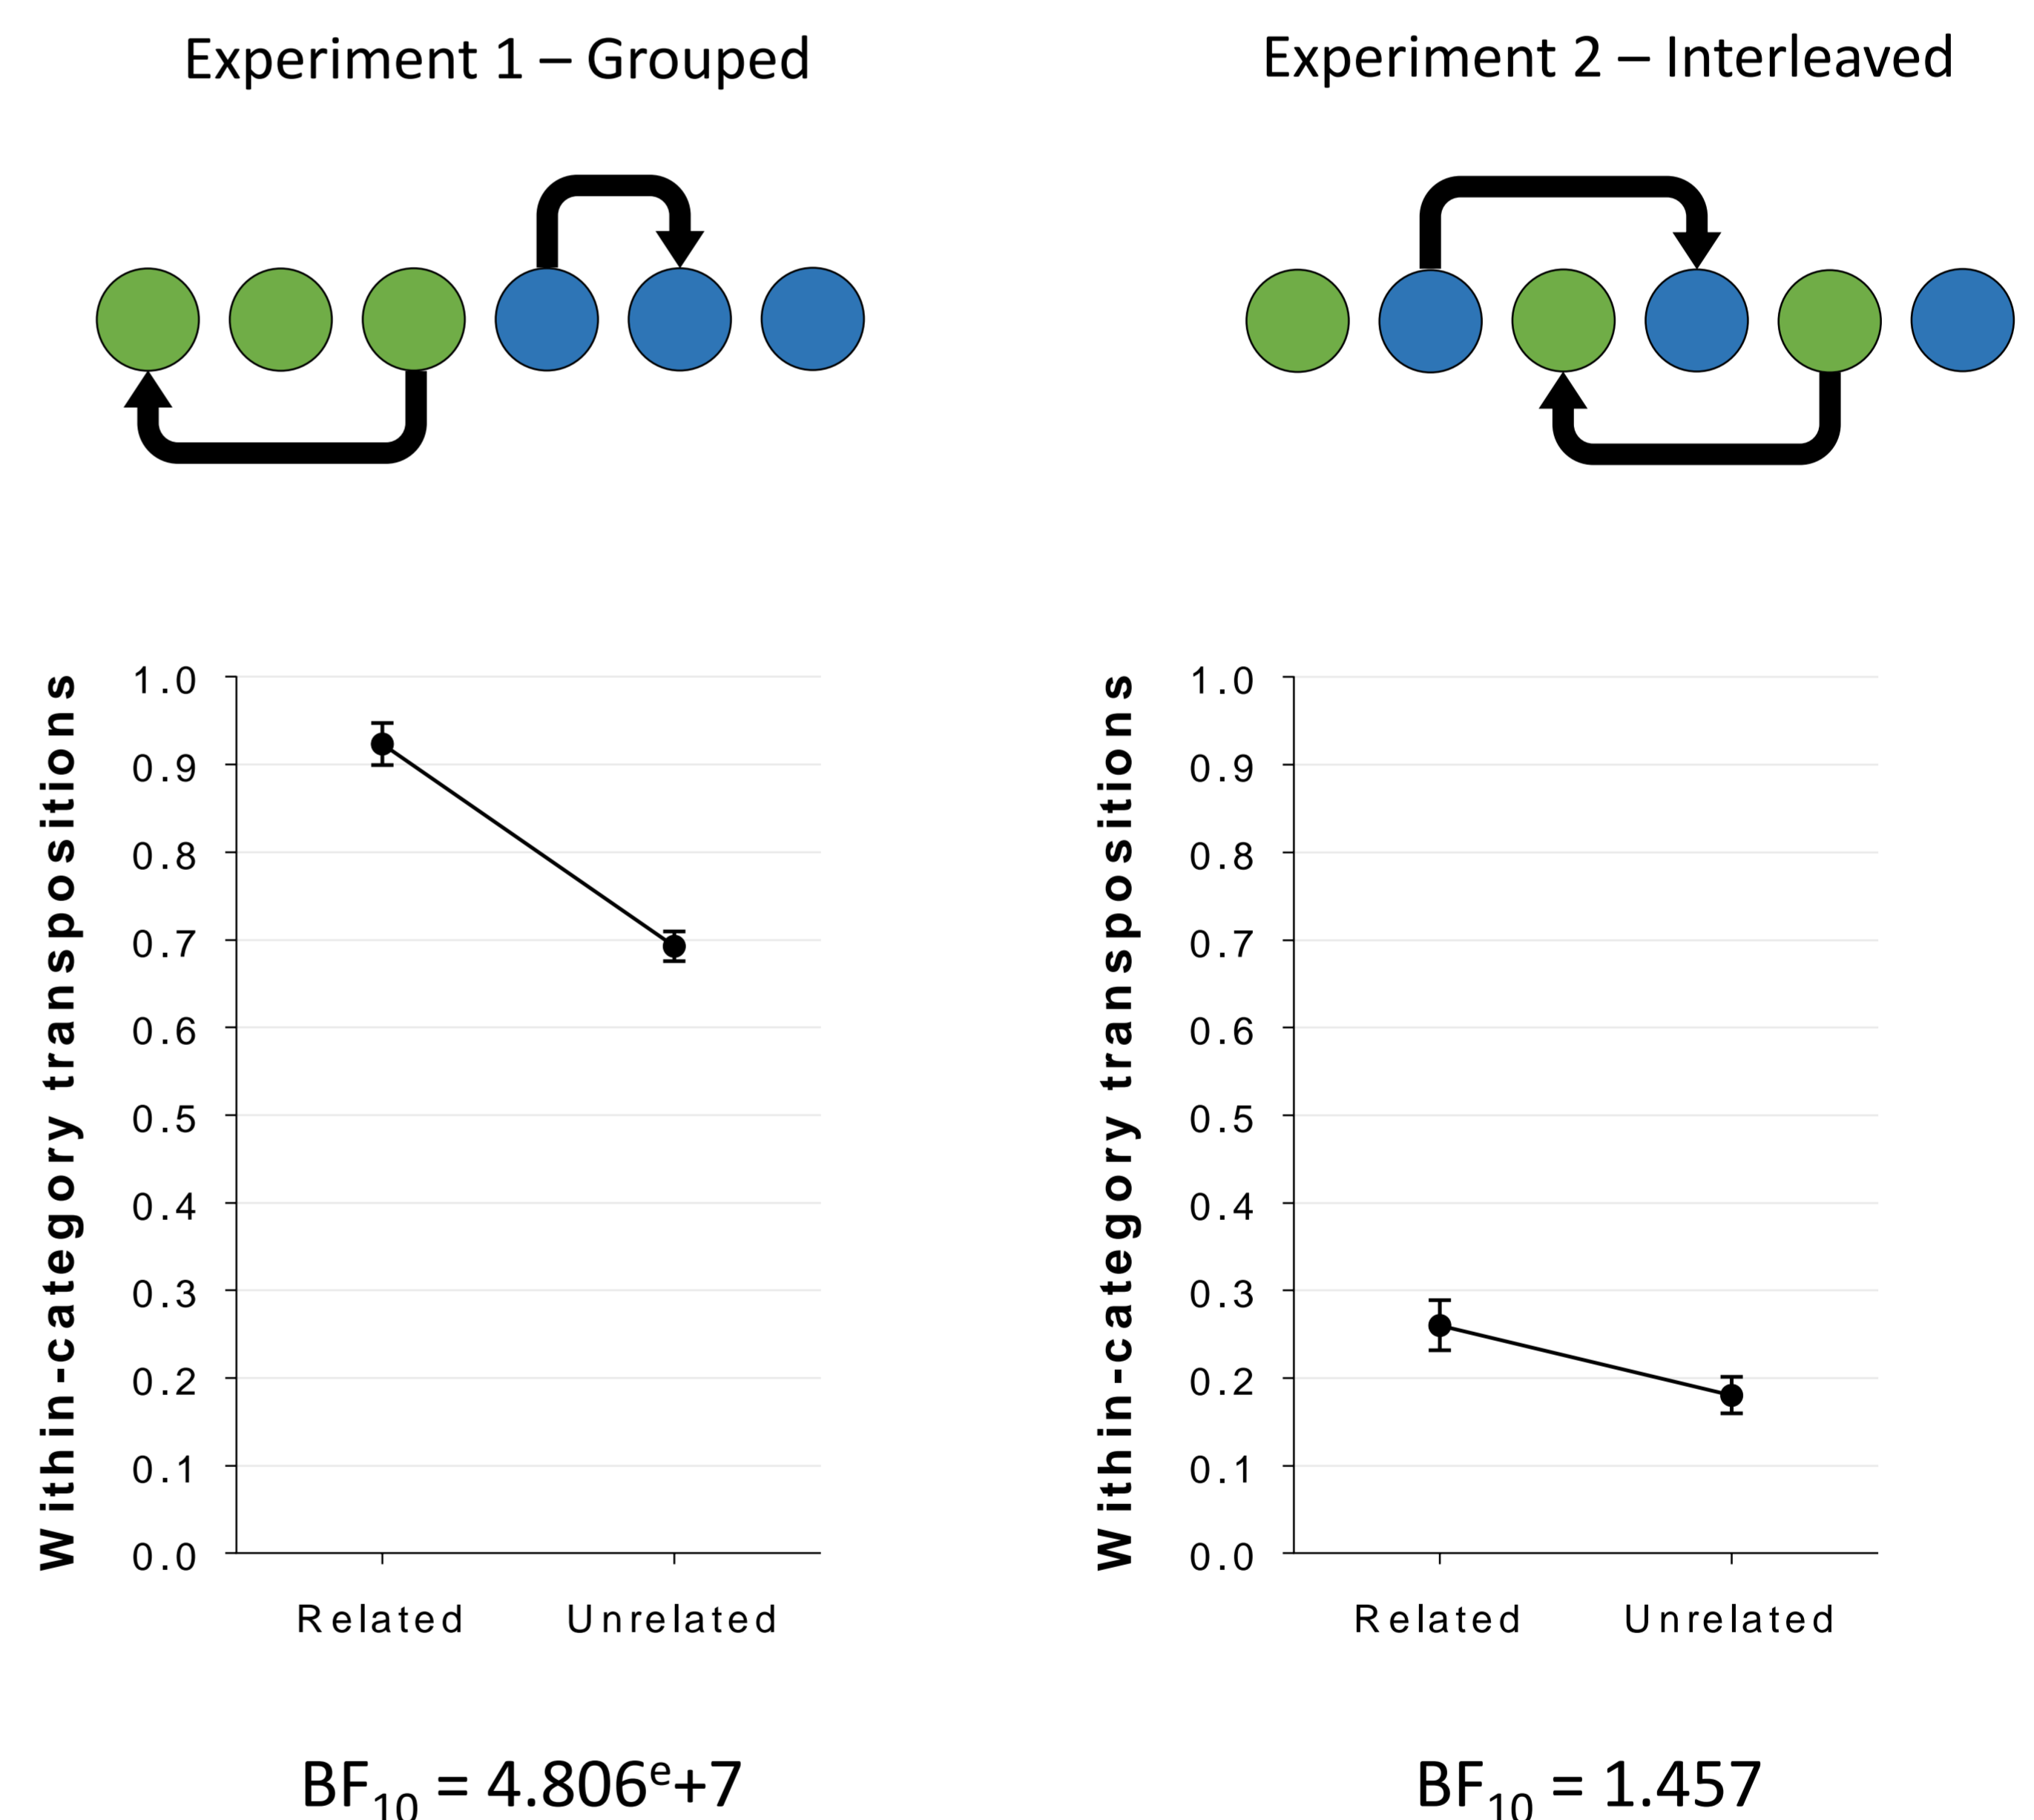 Experiment 1 – Grouped
Experiment 2 – Interleaved
Within-category transpositions
1.0
0.9
0.8
0.7
0.6
0.5
0.4
0.3
0.2
0.1
0.0
Related Unrelated
BF10 = 4.806e+7
Within-category transpositions
1.0
0.9
0.8
0.7
0.6
0.5
0.4
0.3
0.2
0.1
0.0
Related Unrelated
BF10 = 1.457